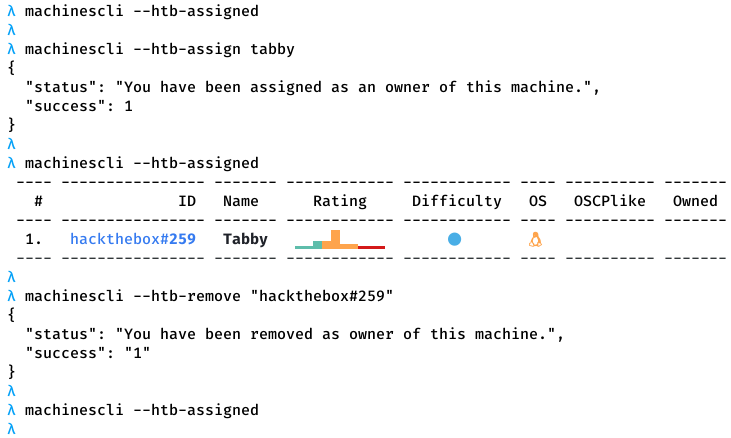 λ machinescli --htb-assigned
λ
λ machinescli --htb-assign tabby
{
  "status": "You have been assigned as an owner of this machine.",
  "success": 1
}
λ
λ machinescli --htb-assigned
---- ---------------- ------- ------------ ------------ ---- ---------- -------
  #                ID  Name      Rating     Difficulty   OS   OSCPlike   Owned
---- ---------------- ------- ------------ ------------ ---- ---------- -------
 1.   hackthebox#259   Tabby
---- ---------------- ------- ------------ ------------ ---- ---------- -------
λ
λ machinescli --htb-remove "hackthebox#259"
{
  "status": "You have been removed as owner of this machine.",
  "success": "1"
}
λ
λ machinescli --htb-assigned
λ